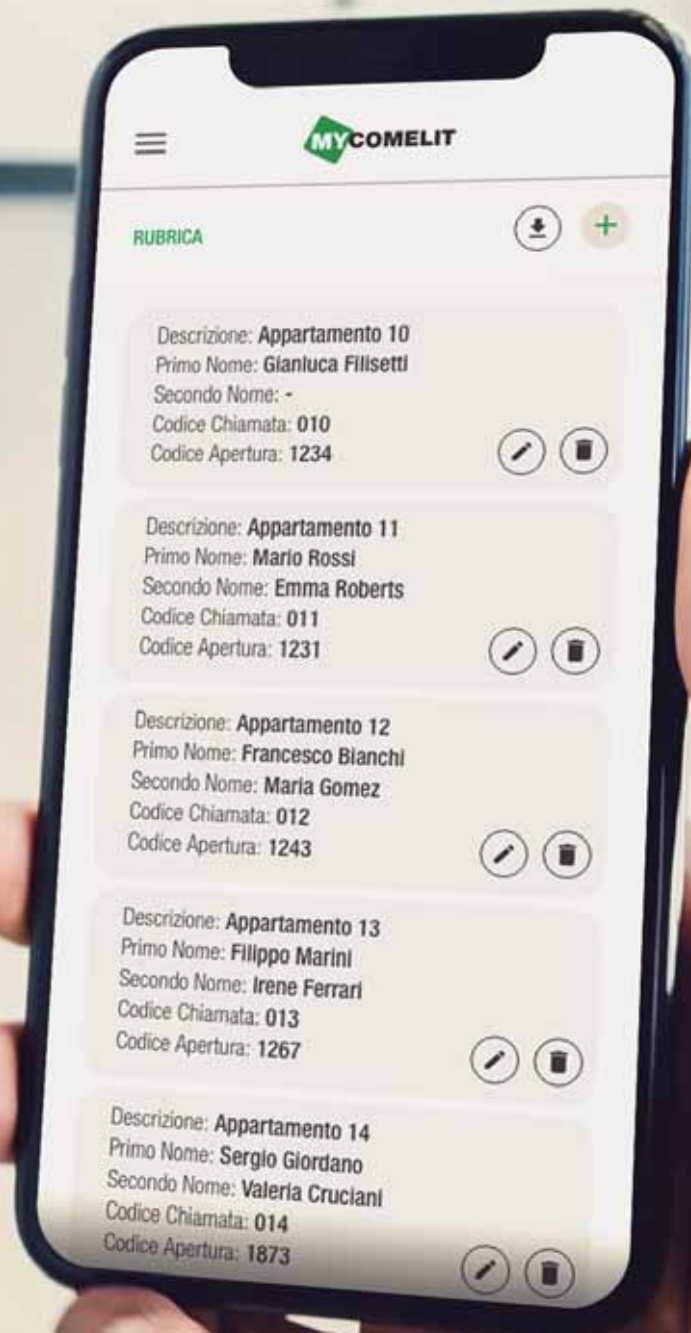 MYCOMELIT
RUBRICA
Descrizione: Appartamento 10
Primo Nome: Gianluca Filisetti
Secondo Nome: -
Codice Chiamata: 010
Codice Apertura: 1234
Descrizione: Appartamento 11
Primo Nome: Mario Rossi
Secondo Nome: Emma Roberts
Codice Chiamata: 011
Codice Apertura: 1231
Descrizione: Appartamento 12
Primo Nome: Francesco Bianchi
Secondo Nome: Maria Gomez
Codice Chiamata: 012
Codice Apertura: 1243
Descrizione: Appartamento 13
Primo Nome: Filippo Marini
Secondo Nome: Irene Ferrari
Codice Chiamata: 013
Codice Apertura: 1267
Descrizione: Appartamento 14
Primo Nome: Sergio Giordano
Secondo Nome: Valeria Cruciani
Codice Chiamata: 014
Codice Apertura: 1873